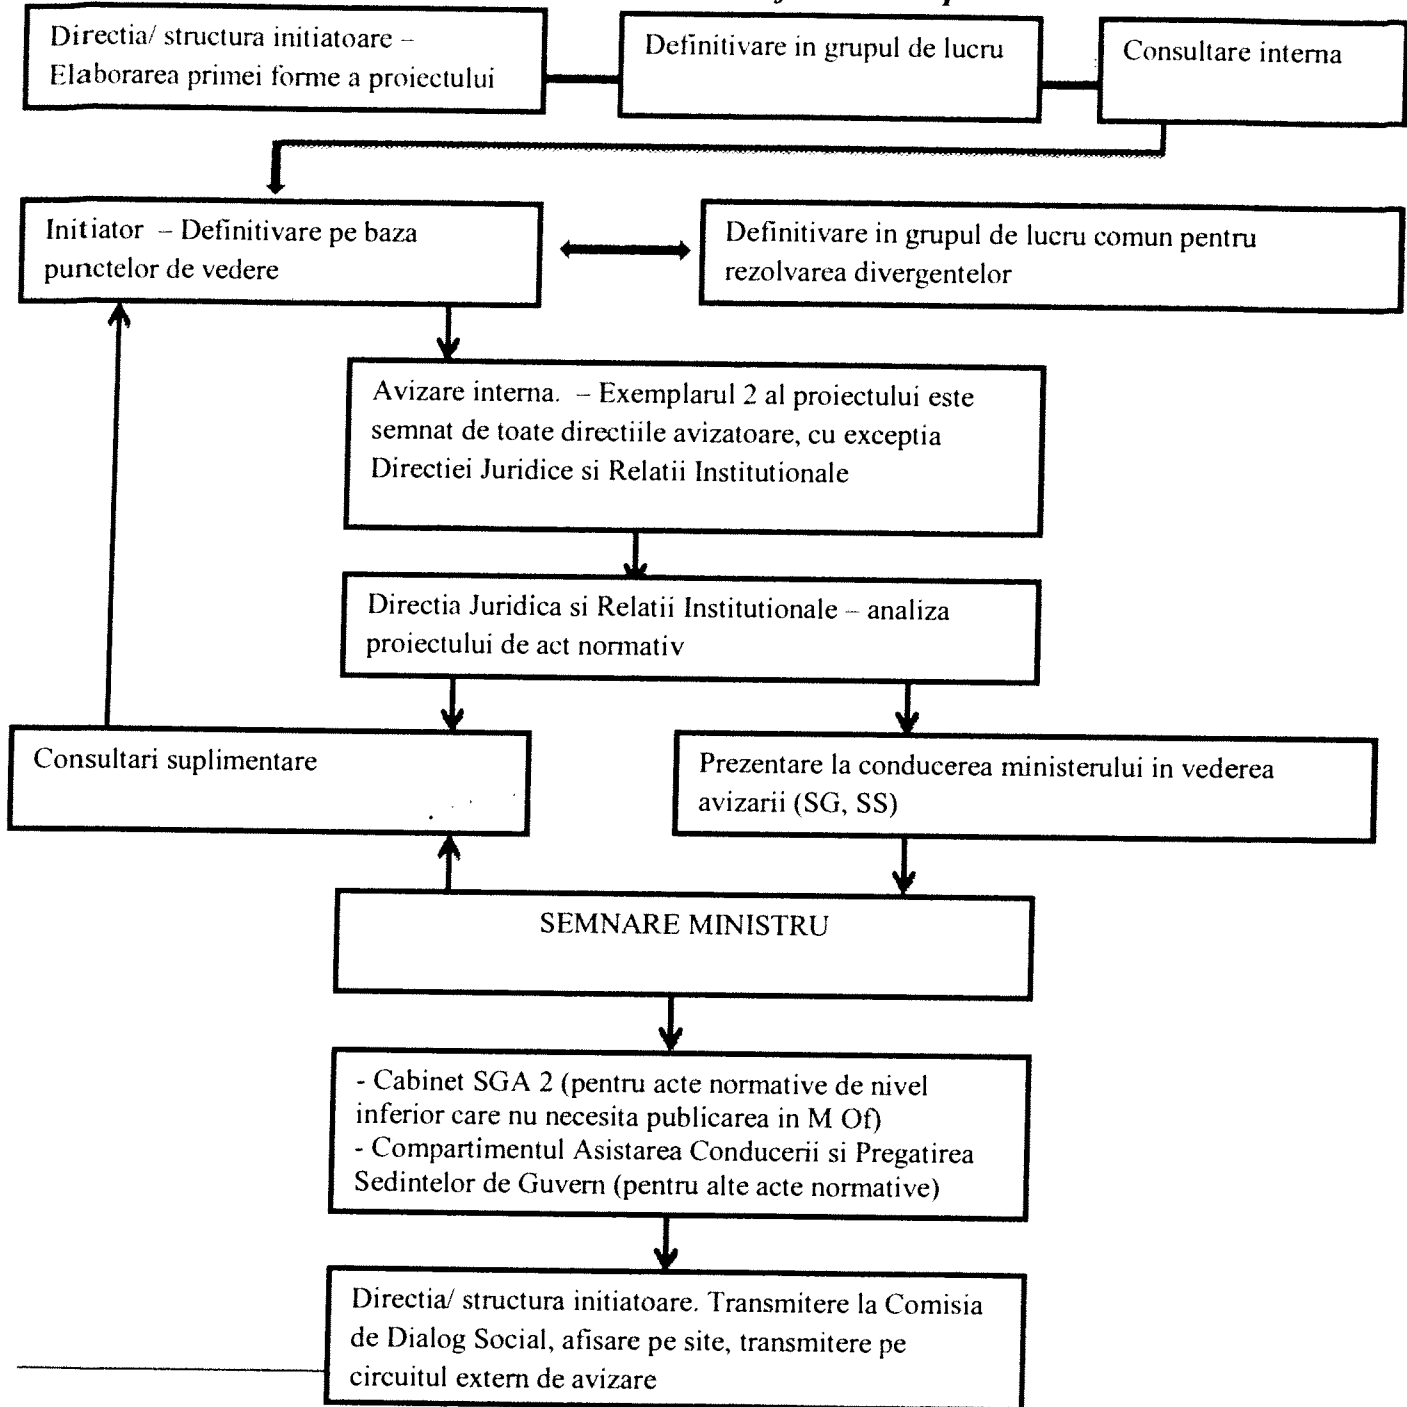 Directia/ structura initiatoare –
Elaborarea primei forme a proiectului
Definitivare in grupul de lucru
Consultare interna
Initiator – Definitivare pe baza
punctelor de vedere
Definitivare in grupul de lucru comun pentru
rezolvarea divergentelor
Avizare interna. – Exemplarul 2 al proiectului este
semnat de toate directiile avizatoare, cu exceptia
Directiei Juridice si Relatii Institutionale
Directia Juridica si Relatii Institutionale – analiza
proiectului de act normativ
Consultari suplimentare
Prezentare la conducerea ministerului in vederea
avizarii (SG, SS)
SEMNARE MINISTRU
- Cabinet SGA 2 (pentru acte normative de nivel
inferior care nu necesita publicarea in M Of)
- Compartimentul Asistarea Conducerii si Pregatirea
Sedintelor de Guvern (pentru alte acte normative)
Directia/ structura initiatoare. Transmitere la Comisia
de Dialog Social, afisare pe site, transmitere pe
circuitul extern de avizare